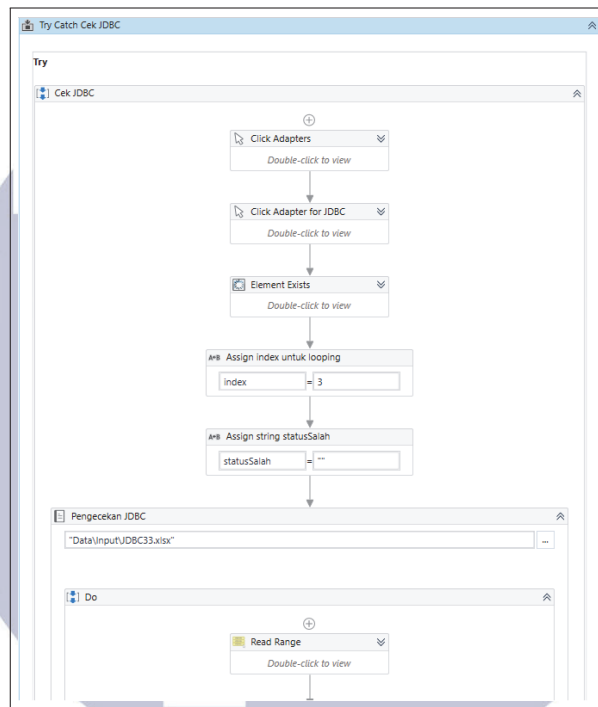 Try Catch Cek JDBC
Try
Cek JDBC
Click Adapters
Double-click to view
Click Adapter for JDBC
Double-click to view
Element Exists
Double-click to view
A+B Assign index untuk looping
index = 3
A+B Assign string statusSalah
statusSalah = ""
Pengecekan JDBC
"Data\Input\JDBC33.xlsx" ...
Do
Read Range
Double-click to view